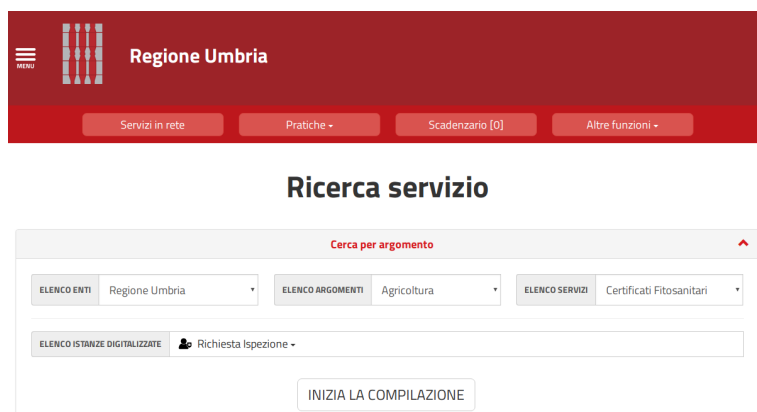 MENU
Regione Umbria
Servizi in rete Pratiche Scadenzario [0] Altre funzioni
Ricerca servizio
Cerca per argomento
ELENCO ENTI Regione Umbria ELENCO ARGOMENTI Agricoltura ELENCO SERVIZI Certificati Fitosanitari
ELENCO ISTANZE DIGITALIZZATE Richiesta Ispezione
INIZIA LA COMPILAZIONE